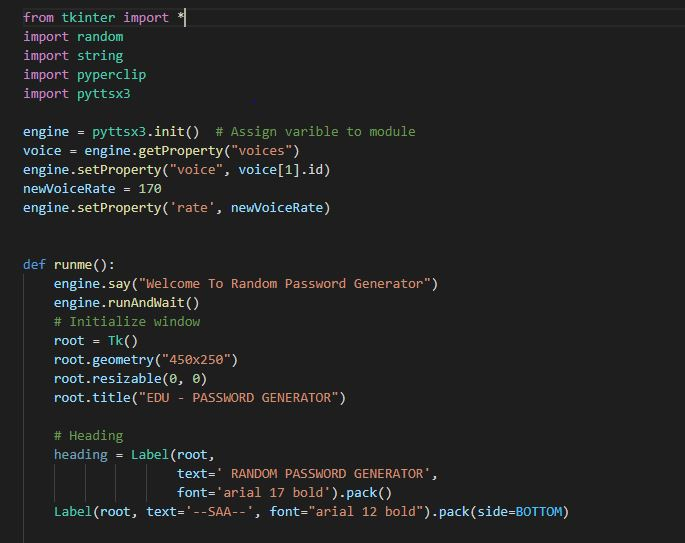 from tkinter import *
import random
import string
import pyperclip
import pyttsx3
engine = pyttsx3.init()  # Assign varible to module
voice = engine.getProperty("voices")
engine.setProperty("voice", voice[1].id)
newVoiceRate = 170
engine.setProperty('rate', newVoiceRate)
def runme():
    engine.say("Welcome To Random Password Generator")
    engine.runAndWait()
    # Initialize window
    root = Tk()
    root.geometry("450x250")
    root.resizable(0, 0)
    root.title("EDU - PASSWORD GENERATOR")
    # Heading
    heading = Label(root,
                    text=' RANDOM PASSWORD GENERATOR',
                    font='arial 17 bold').pack()
    Label(root, text='--SAA--', font="arial 12 bold").pack(side=BOTTOM)